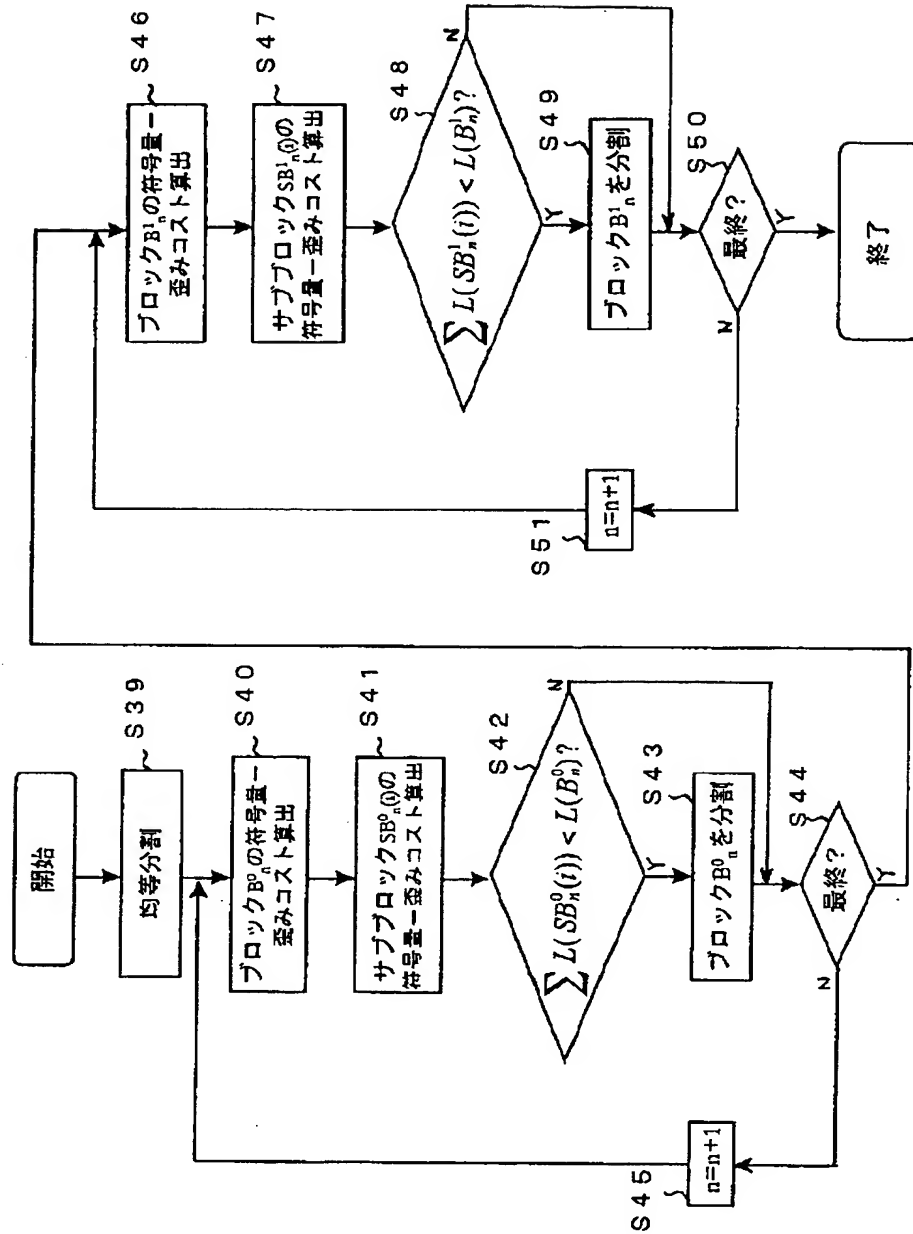 開始
均等分割
S39
ブロックB⁰ₙの符号量ー
歪みコスト算出
S40
サブブロックSB⁰ₙ(i)の
符号量ー歪みコスト算出
S41
∑L(SB⁰ₙ(i)) < L(B⁰ₙ)?
S42
N
Y
ブロックB⁰ₙを分割
S43
最終?
S44
N
Y
n=n+1
S45
ブロックB¹ₙの符号量ー
歪みコスト算出
S46
サブブロックSB¹ₙ(i)の
符号量ー歪みコスト算出
S47
∑L(SB¹ₙ(i)) < L(B¹ₙ)?
S48
N
Y
ブロックB¹ₙを分割
S49
最終?
S50
N
Y
n=n+1
S51
終了